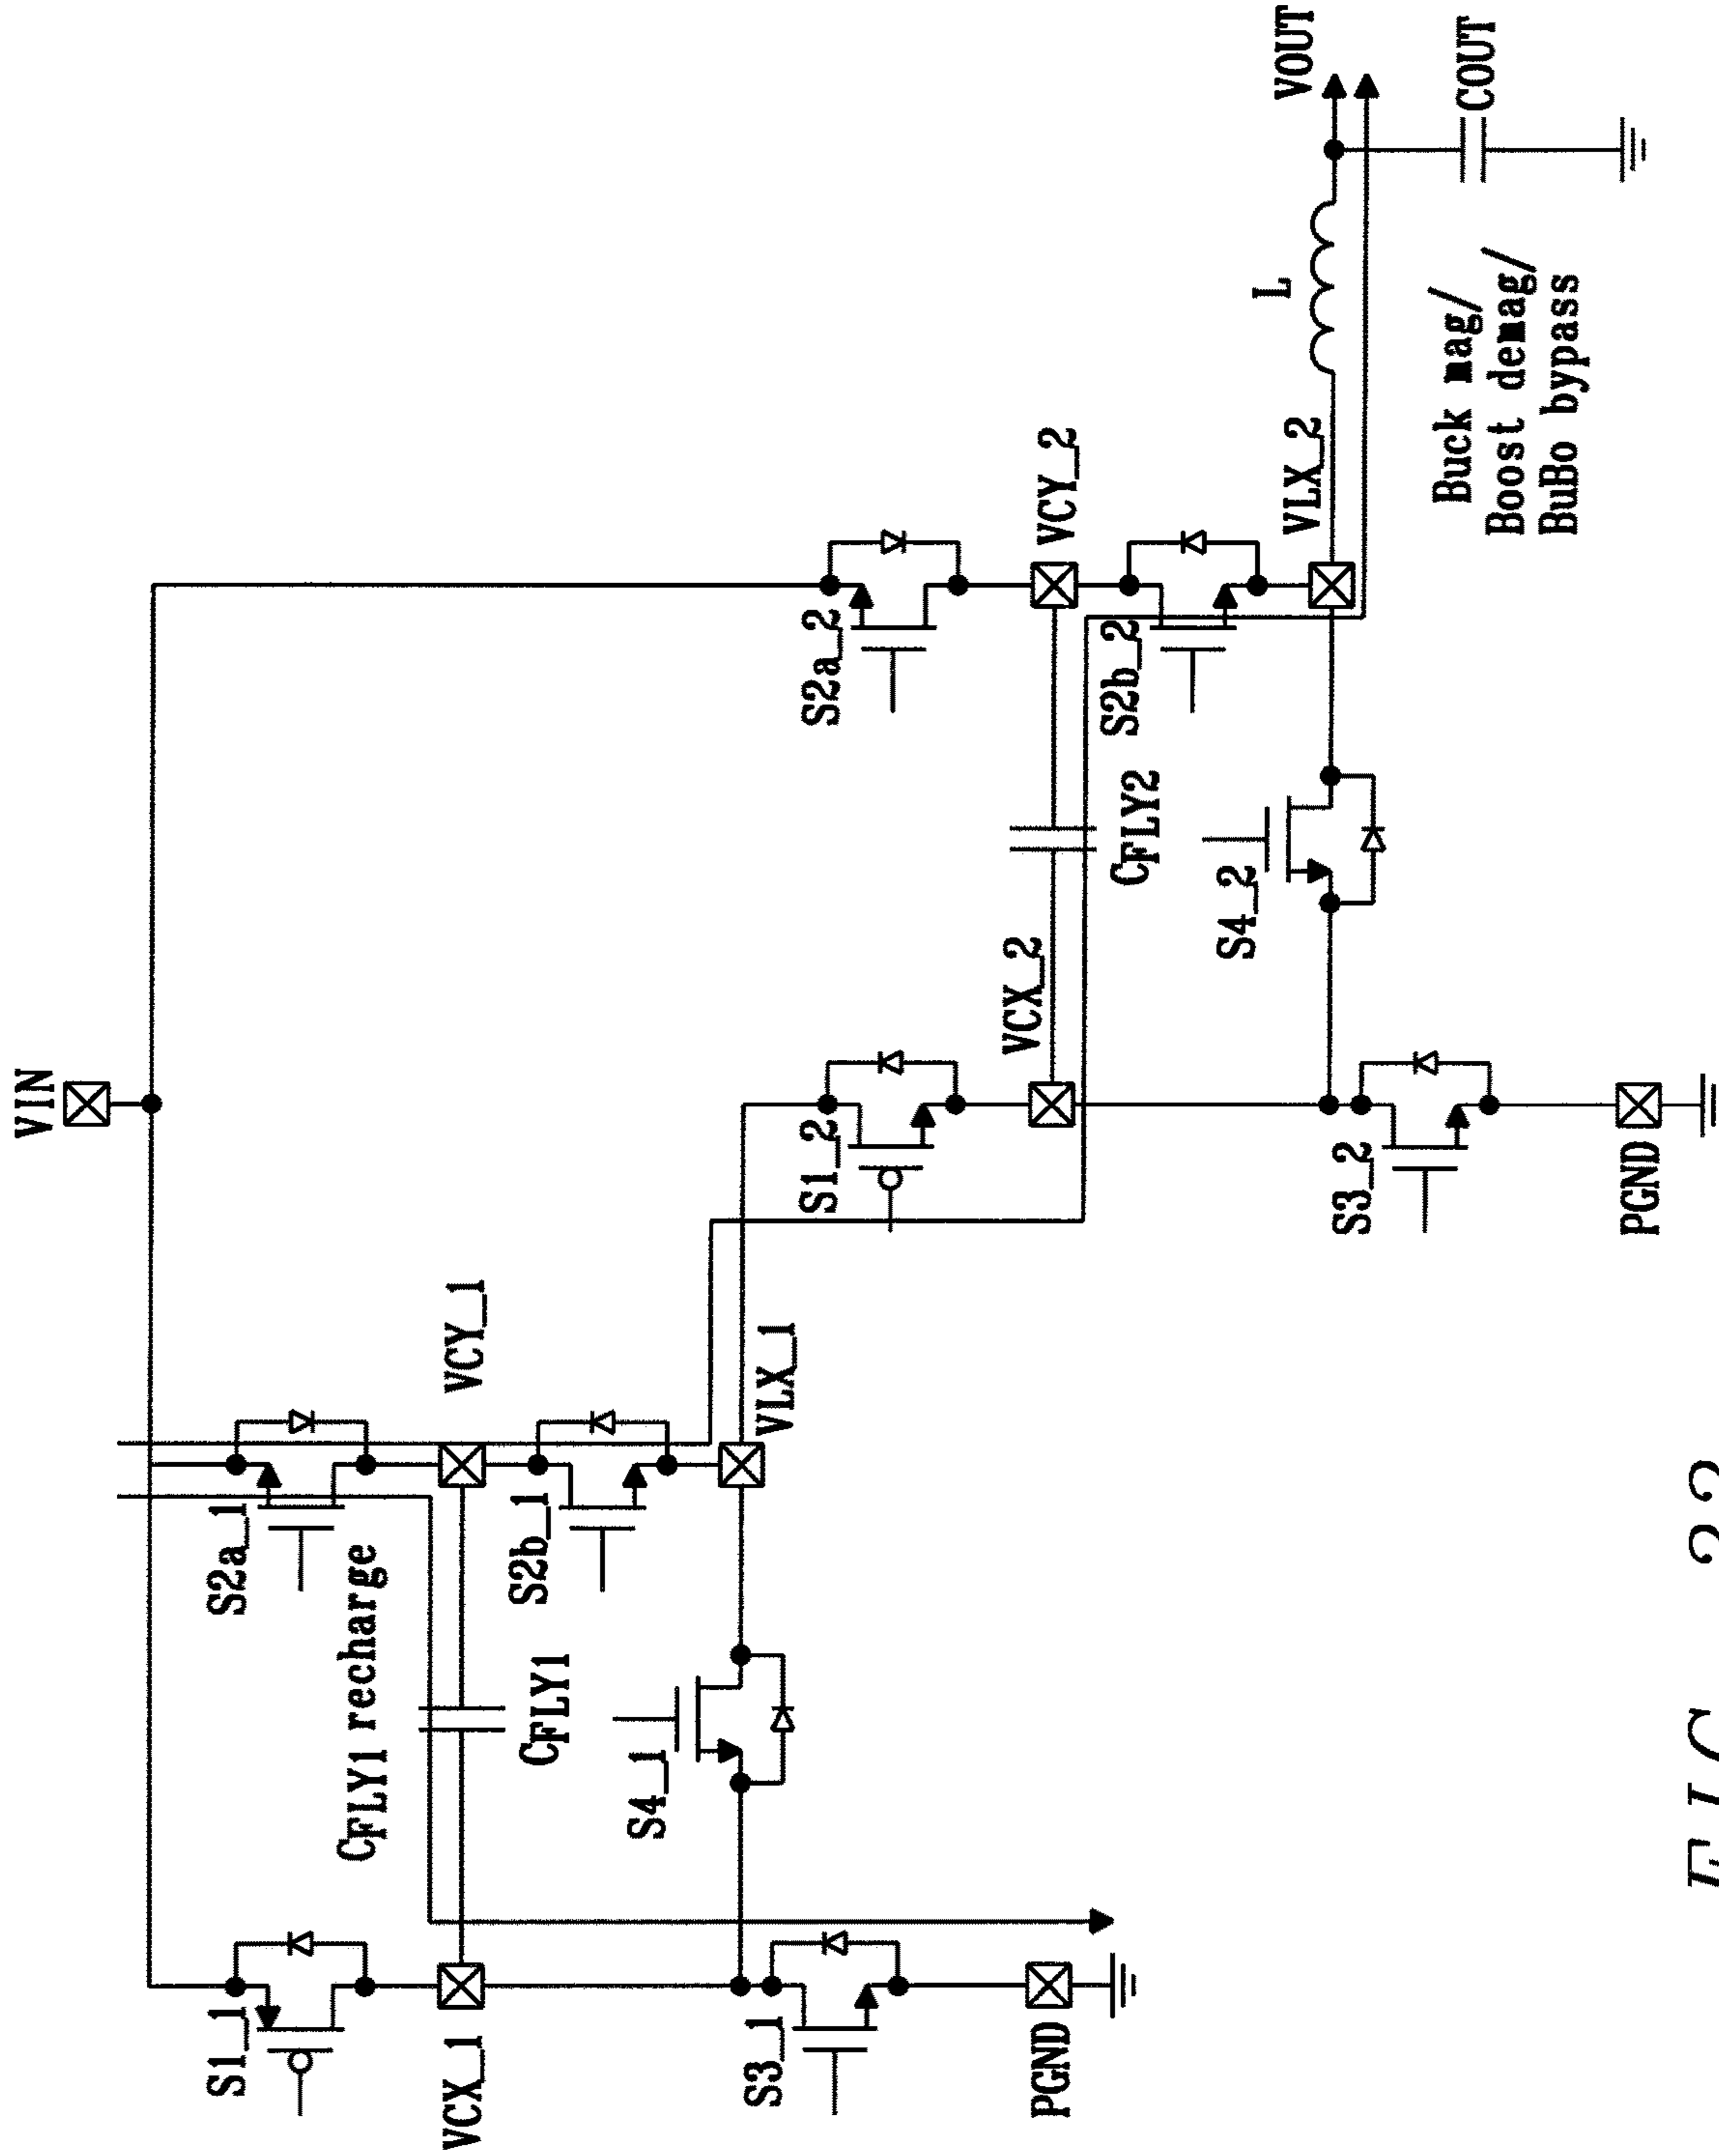 VIN
S1_1
VCX_1
S2a_1
VCY_1
CFLY1 recharge
CFLY1
S2b_1
S4_1
VLX_1
S3_1
PGND
S2a_2
VCY_2
S1_2
VCX_2
CFLY2
S2b_2
S4_2
VLX_2
S3_2
PGND
L
VOUT
COUT
Buck mag/
Boost demag/
BuBo bypass